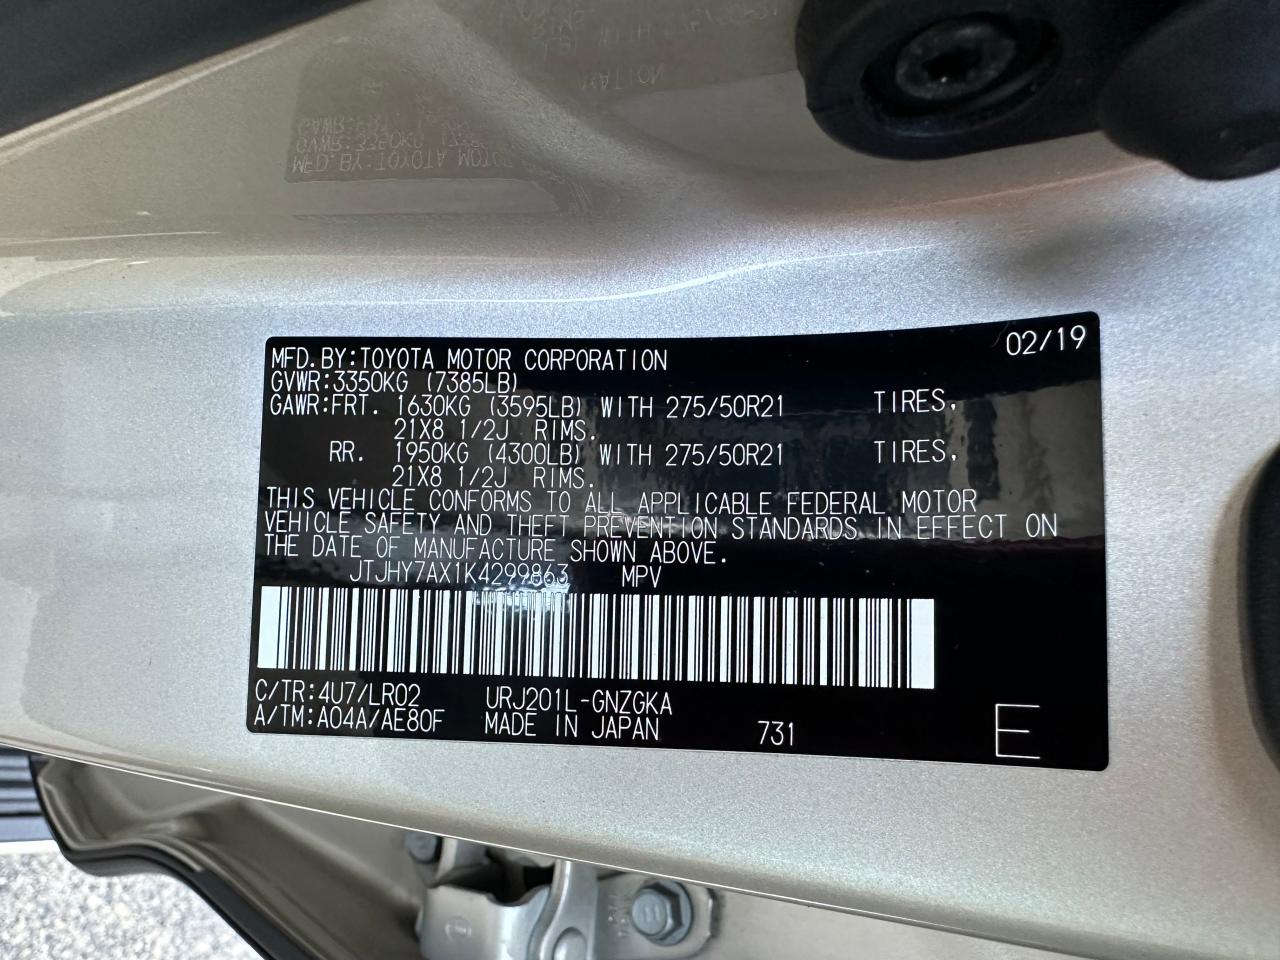 02/19
MFD.BY:TOYOTA MOTOR CORPORATION
GVWR:3350KG (7385LB)
GAWR:FRT. 1630KG (3595LB) WITH 275/50R21 TIRES,
21X8 1/2J RIMS.
RR. 1950KG (4300LB) WITH 275/50R21 TIRES,
21X8 1/2J RIMS.
THIS VEHICLE CONFORMS TO ALL APPLICABLE FEDERAL MOTOR
VEHICLE SAFETY AND THEFT PREVENTION STANDARDS IN EFFECT ON
THE DATE OF MANUFACTURE SHOWN ABOVE.
JTJHY7AX1K4299863 MPV
C/TR:4U7/LR02 URJ201L-GNZGKA
A/TM:A04A/AE80F MADE IN JAPAN 731 E